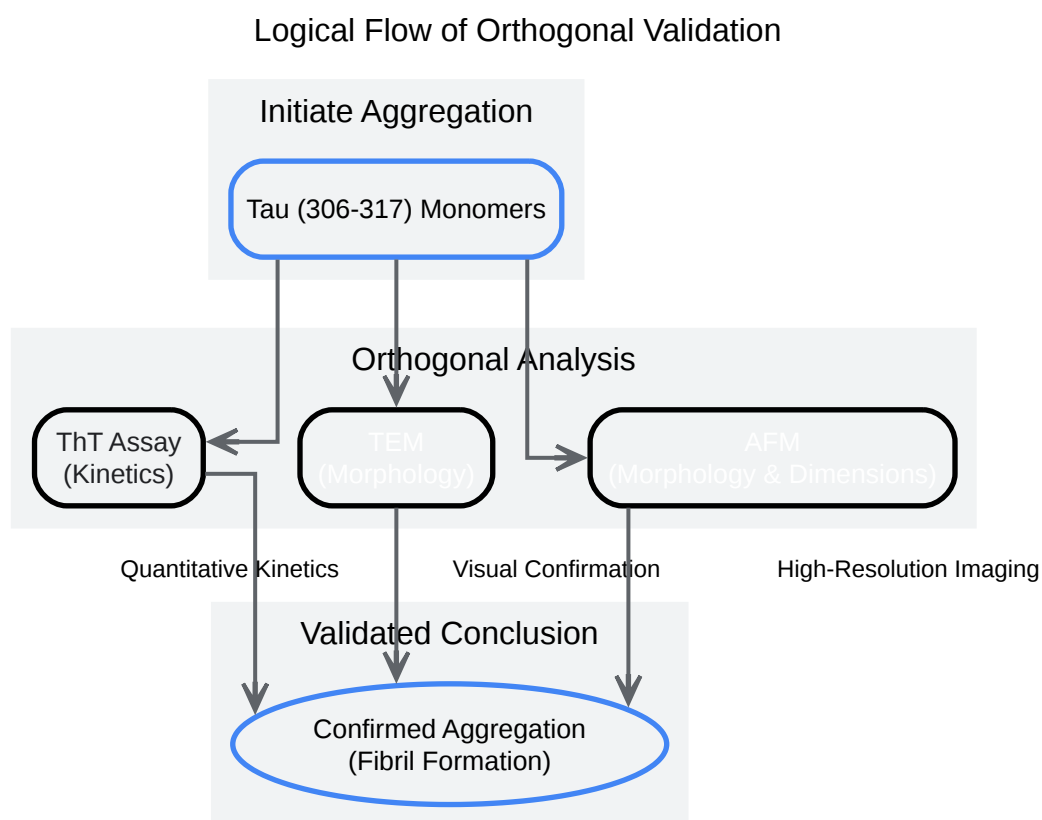 Logical Flow of Orthogonal Validation
Initiate Aggregation
Tau (306-317) Monomers
Orthogonal Analysis
ThT Assay
(Kinetics)
TEM
(Morphology)
AFM
(Morphology & Dimensions)
Quantitative Kinetics
Visual Confirmation
High-Resolution Imaging
Validated Conclusion
Confirmed Aggregation
(Fibril Formation)